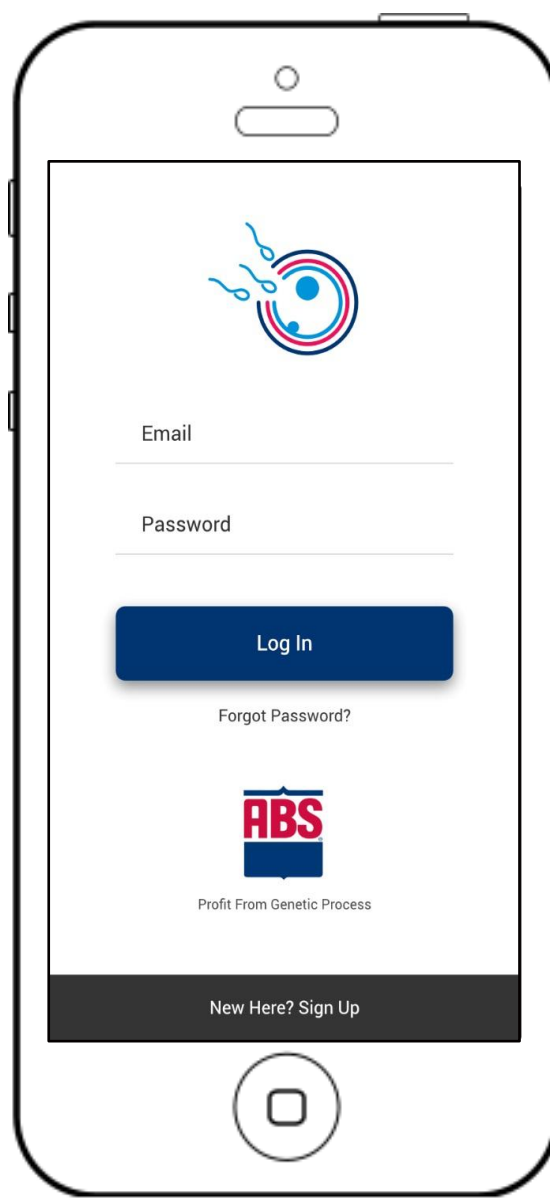 Email
Password
Log In
Forgot Password?
ABS
Profit From Genetic Process
New Here? Sign Up